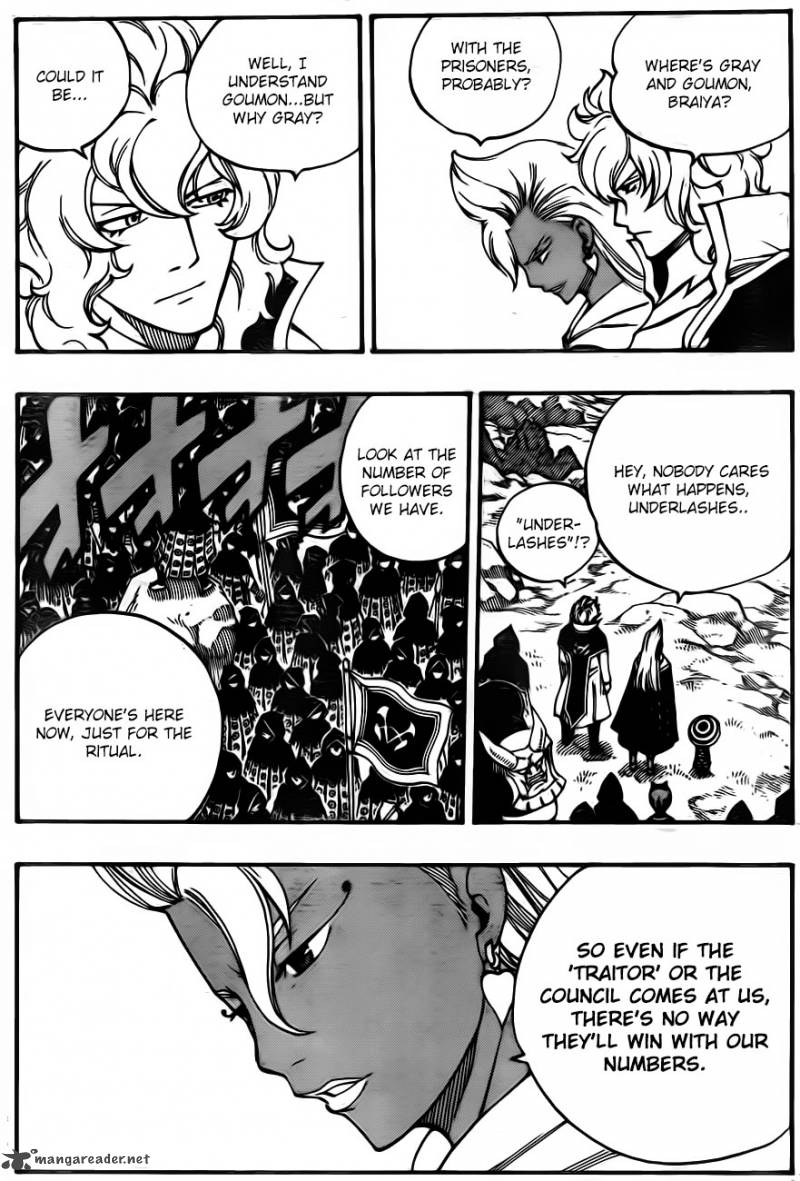 WHERE'S GRAY
AND GOUMON,
BRAIYA?
WITH THE
PRISONERS,
PROBABLY?
WELL, I
UNDERSTAND
GOUMON...BUT
WHY GRAY?
COULD IT
BE...
HEY, NOBODY CARES
WHAT HAPPENS,
UNDERLASHES..
"UNDER-
LASHES"!?
LOOK AT THE
NUMBER OF
FOLLOWERS
WE HAVE.
EVERYONE'S HERE
NOW, JUST FOR THE
RITUAL.
SO EVEN IF THE
'TRAITOR' OR THE
COUNCIL COMES AT US,
THERE'S NO WAY
THEY'LL WIN WITH OUR
NUMBERS.
mangareader.net